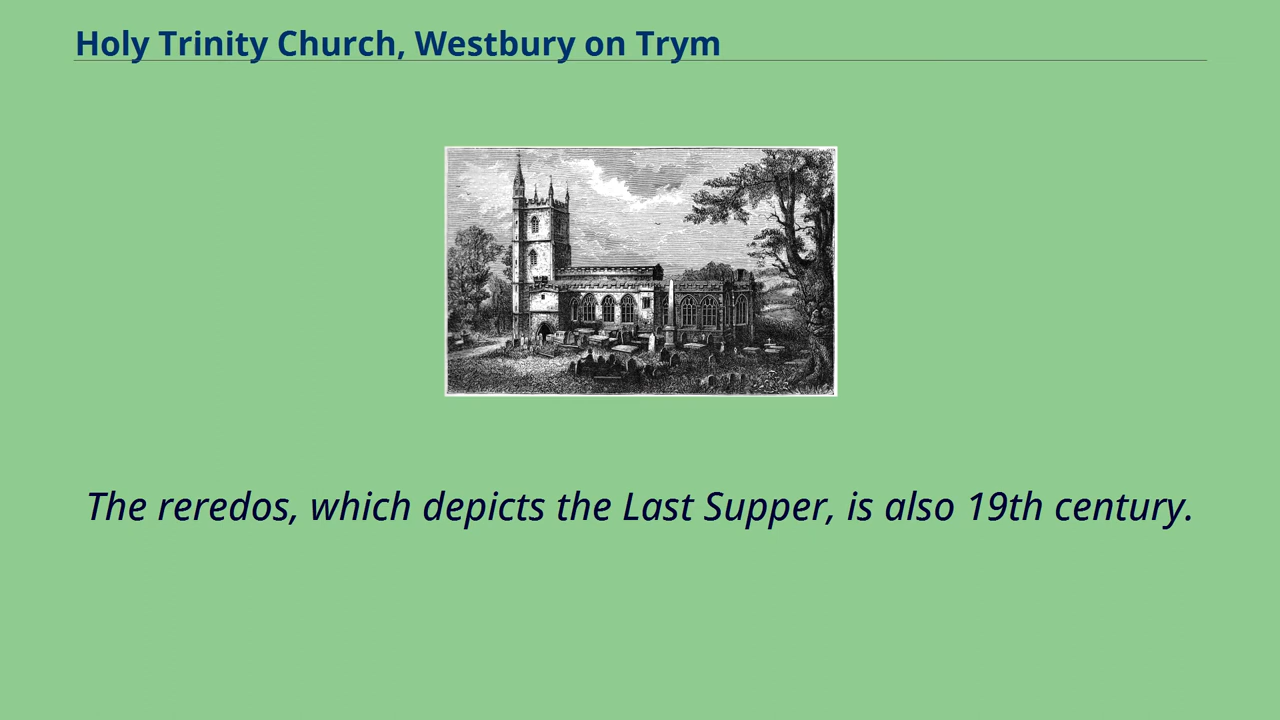 Holy Trinity Church, Westbury on Trym
The reredos, which depicts the Last Supper, is also 19th century.